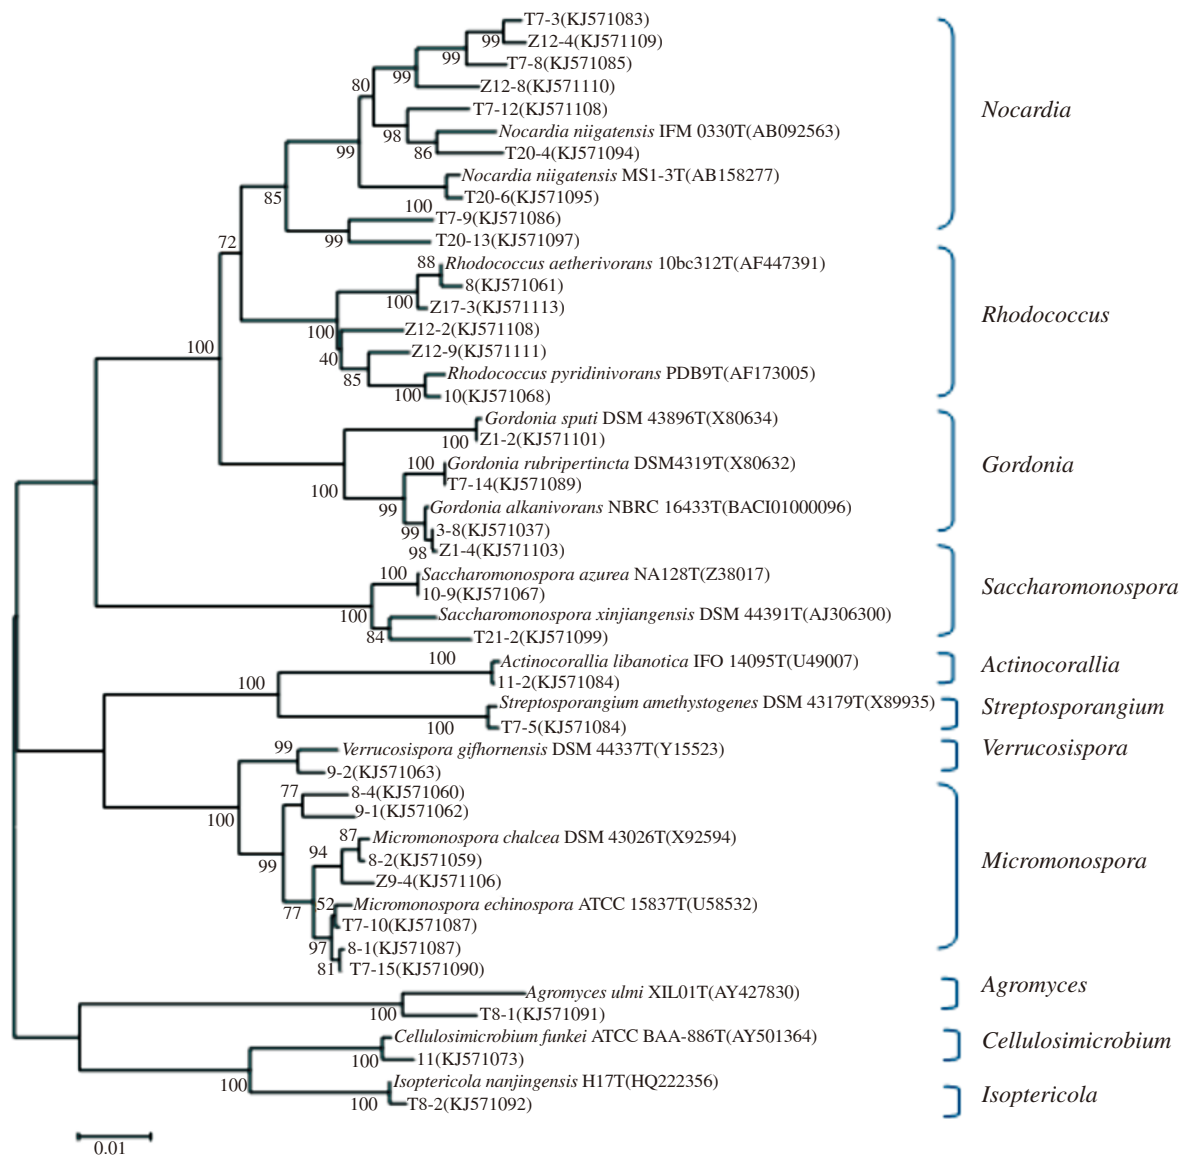 T7-3(KJ571083)
99
Z12-4(KJ571109)
99
T7-8(KJ571085)
99
Z12-8(KJ571110)
80
T7-12(KJ571108)
Nocardia
98
Nocardia niigatensis IFM 0330T(AB092563)
86
T20-4(KJ571094)
99
Nocardia niigatensis MS1-3T(AB158277)
T20-6(KJ571095)
85
100
T7-9(KJ571086)
99
T20-13(KJ571097)
72
88
Rhodococcus aetherivorans 10bc312T(AF447391)
8(KJ571061)
100
Z17-3(KJ571113)
Rhodococcus
100
Z12-2(KJ571108)
100
40
Z12-9(KJ571111)
85
Rhodococcus pyridinivorans PDB9T(AF173005)
100
10(KJ571068)
Gordonia sputi DSM 43896T(X80634)
100
Z1-2(KJ571101)
100
Gordonia rubripertincta DSM4319T(X80632)
Gordonia
100
T7-14(KJ571089)
99
Gordonia alkanivorans NBRC 16433T(BACI01000096)
99
3-8(KJ571037)
98
Z1-4(KJ571103)
100
Saccharomonospora azurea NA128T(Z38017)
10-9(KJ571067)
Saccharomonospora
100
Saccharomonospora xinjiangensis DSM 44391T(AJ306300)
84
T21-2(KJ571099)
100
Actinocorallia libanotica IFO 14095T(U49007)
Actinocorallia
100
11-2(KJ571084)
Streptosporangium amethystogenes DSM 43179T(X89935)
Streptosporangium
100
T7-5(KJ571084)
99
Verrucosispora gifhornensis DSM 44337T(Y15523)
Verrucosispora
9-2(KJ571063)
77
8-4(KJ571060)
100
9-1(KJ571062)
87
Micromonospora chalcea DSM 43026T(X92594)
94
8-2(KJ571059)
Micromonospora
99
Z9-4(KJ571106)
77
52
Micromonospora echinospora ATCC 15837T(U58532)
T7-10(KJ571087)
97
8-1(KJ571087)
81
T7-15(KJ571090)
Agromyces ulmi XIL01T(AY427830)
Agromyces
100
T8-1(KJ571091)
Cellulosimicrobium funkei ATCC BAA-886T(AY501364)
Cellulosimicrobium
100
11(KJ571073)
100
Isoptericola nanjingensis H17T(HQ222356)
Isoptericola
100
T8-2(KJ571092)
0.01